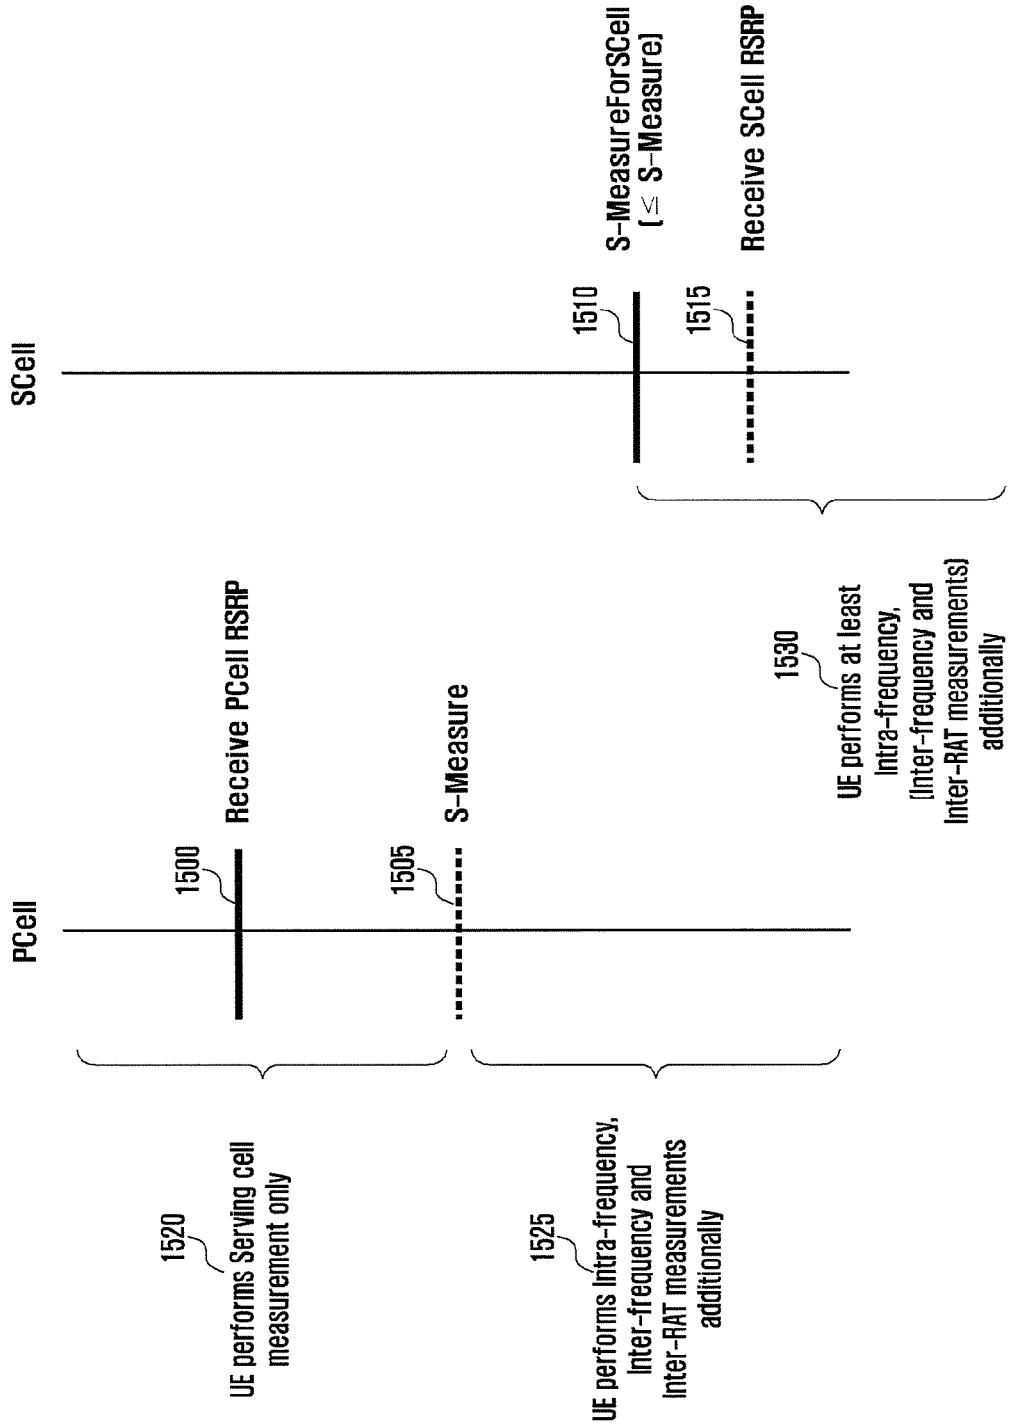 PCell
SCell
1500
Receive PCell RSRP
1505
S-Measure
1520
UE performs Serving cell
measurement only
1525
UE performs Intra-frequency,
Inter-frequency and
Inter-RAT measurements
additionally
1510
S-MeasureForSCell
(≤ S-Measure)
1515
Receive SCell RSRP
1530
UE performs at least
Intra-frequency,
(Inter-frequency and
Inter-RAT measurements)
additionally